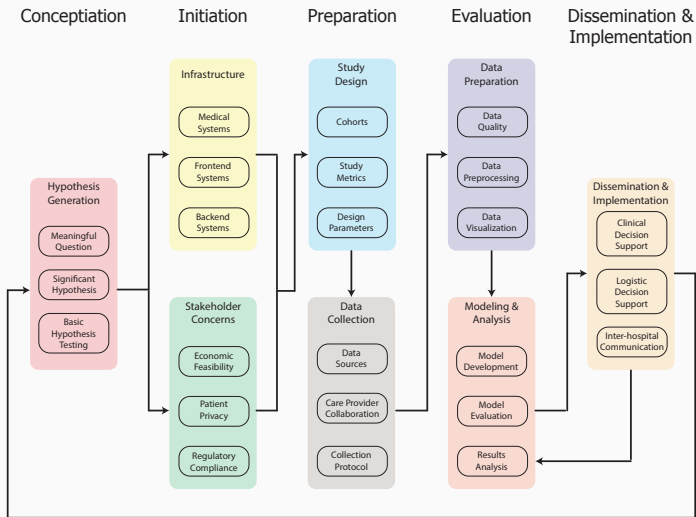 Conceptiation
Initiation
Preparation
Evaluation
Dissemination &
Implementation
Hypothesis
Generation
Meaningful
Question
Significant
Hypothesis
Basic
Hypothesis
Testing
Infrastructure
Medical
Systems
Frontend
Systems
Backend
Systems
Stakeholder
Concerns
Economic
Feasibility
Patient
Privacy
Regulatory
Compliance
Study
Design
Cohorts
Study
Metrics
Design
Parameters
Data
Collection
Data
Sources
Care Provider
Collaboration
Collection
Protocol
Data
Preparation
Data
Quality
Data
Preprocessing
Data
Visualization
Modeling &
Analysis
Model
Development
Model
Evaluation
Results
Analysis
Dissemination &
Implementation
Clinical
Decision
Support
Logistic
Decision
Support
Inter-hospital
Communication